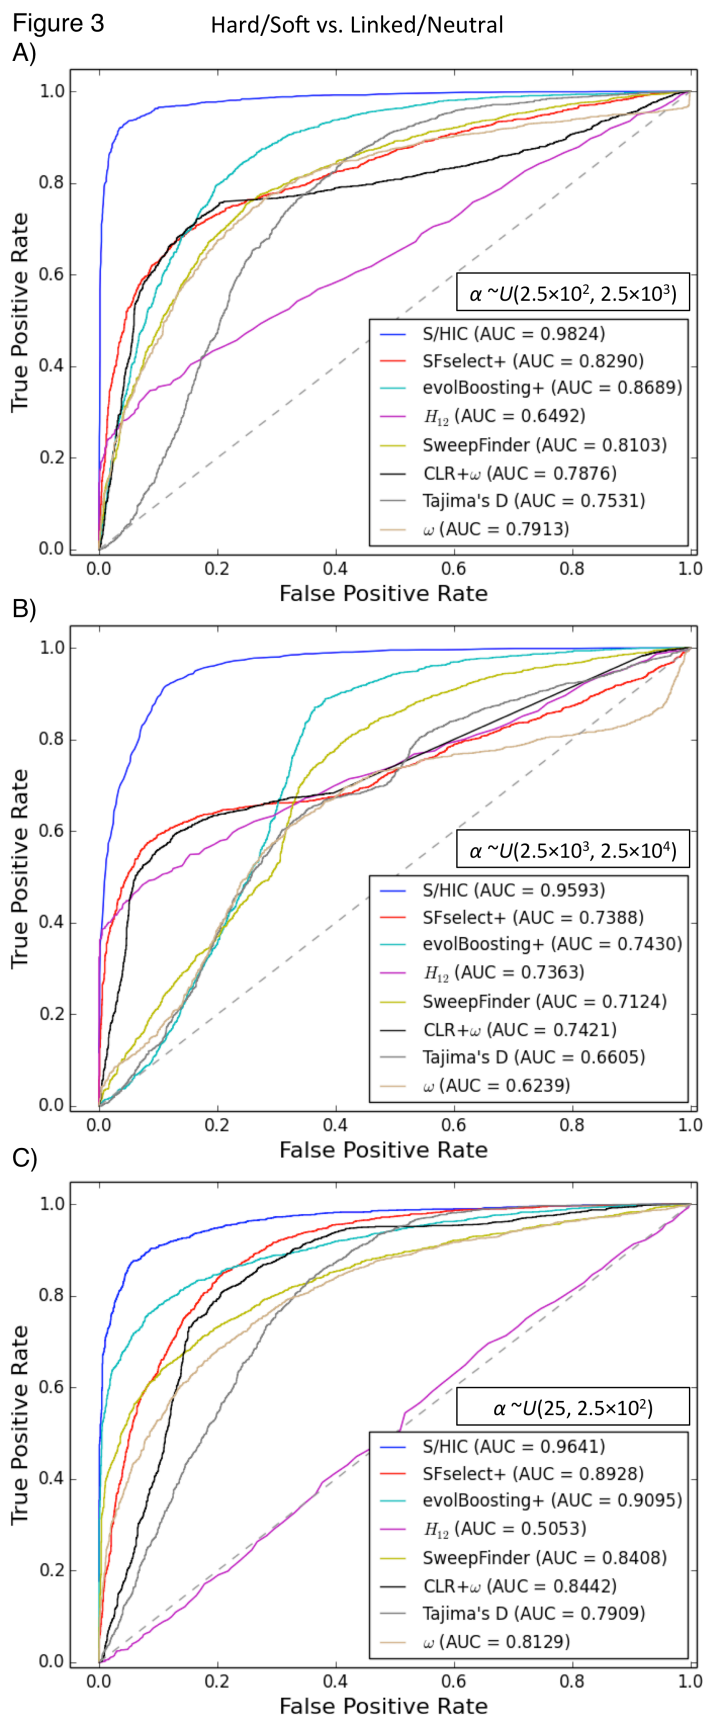 Figure 3
Hard/Soft vs. Linked/Neutral
A)
1.0
0.8
0.6
0.4
0.2
0.0
True Positive Rate
α ~U(2.5×10², 2.5×10³)
S/HIC (AUC = 0.9824)
SFselect+ (AUC = 0.8290)
evolBoosting+ (AUC = 0.8689)
H₁₂ (AUC = 0.6492)
SweepFinder (AUC = 0.8103)
CLR+ω (AUC = 0.7876)
Tajima's D (AUC = 0.7531)
ω (AUC = 0.7913)
0.0 0.2 0.4 0.6 0.8 1.0
False Positive Rate
B)
1.0
0.8
0.6
0.4
0.2
0.0
True Positive Rate
α ~U(2.5×10³, 2.5×10⁴)
S/HIC (AUC = 0.9593)
SFselect+ (AUC = 0.7388)
evolBoosting+ (AUC = 0.7430)
H₁₂ (AUC = 0.7363)
SweepFinder (AUC = 0.7124)
CLR+ω (AUC = 0.7421)
Tajima's D (AUC = 0.6605)
ω (AUC = 0.6239)
0.0 0.2 0.4 0.6 0.8 1.0
False Positive Rate
C)
1.0
0.8
0.6
0.4
0.2
0.0
True Positive Rate
α ~U(25, 2.5×10²)
S/HIC (AUC = 0.9641)
SFselect+ (AUC = 0.8928)
evolBoosting+ (AUC = 0.9095)
H₁₂ (AUC = 0.5053)
SweepFinder (AUC = 0.8408)
CLR+ω (AUC = 0.8442)
Tajima's D (AUC = 0.7909)
ω (AUC = 0.8129)
0.0 0.2 0.4 0.6 0.8 1.0
False Positive Rate